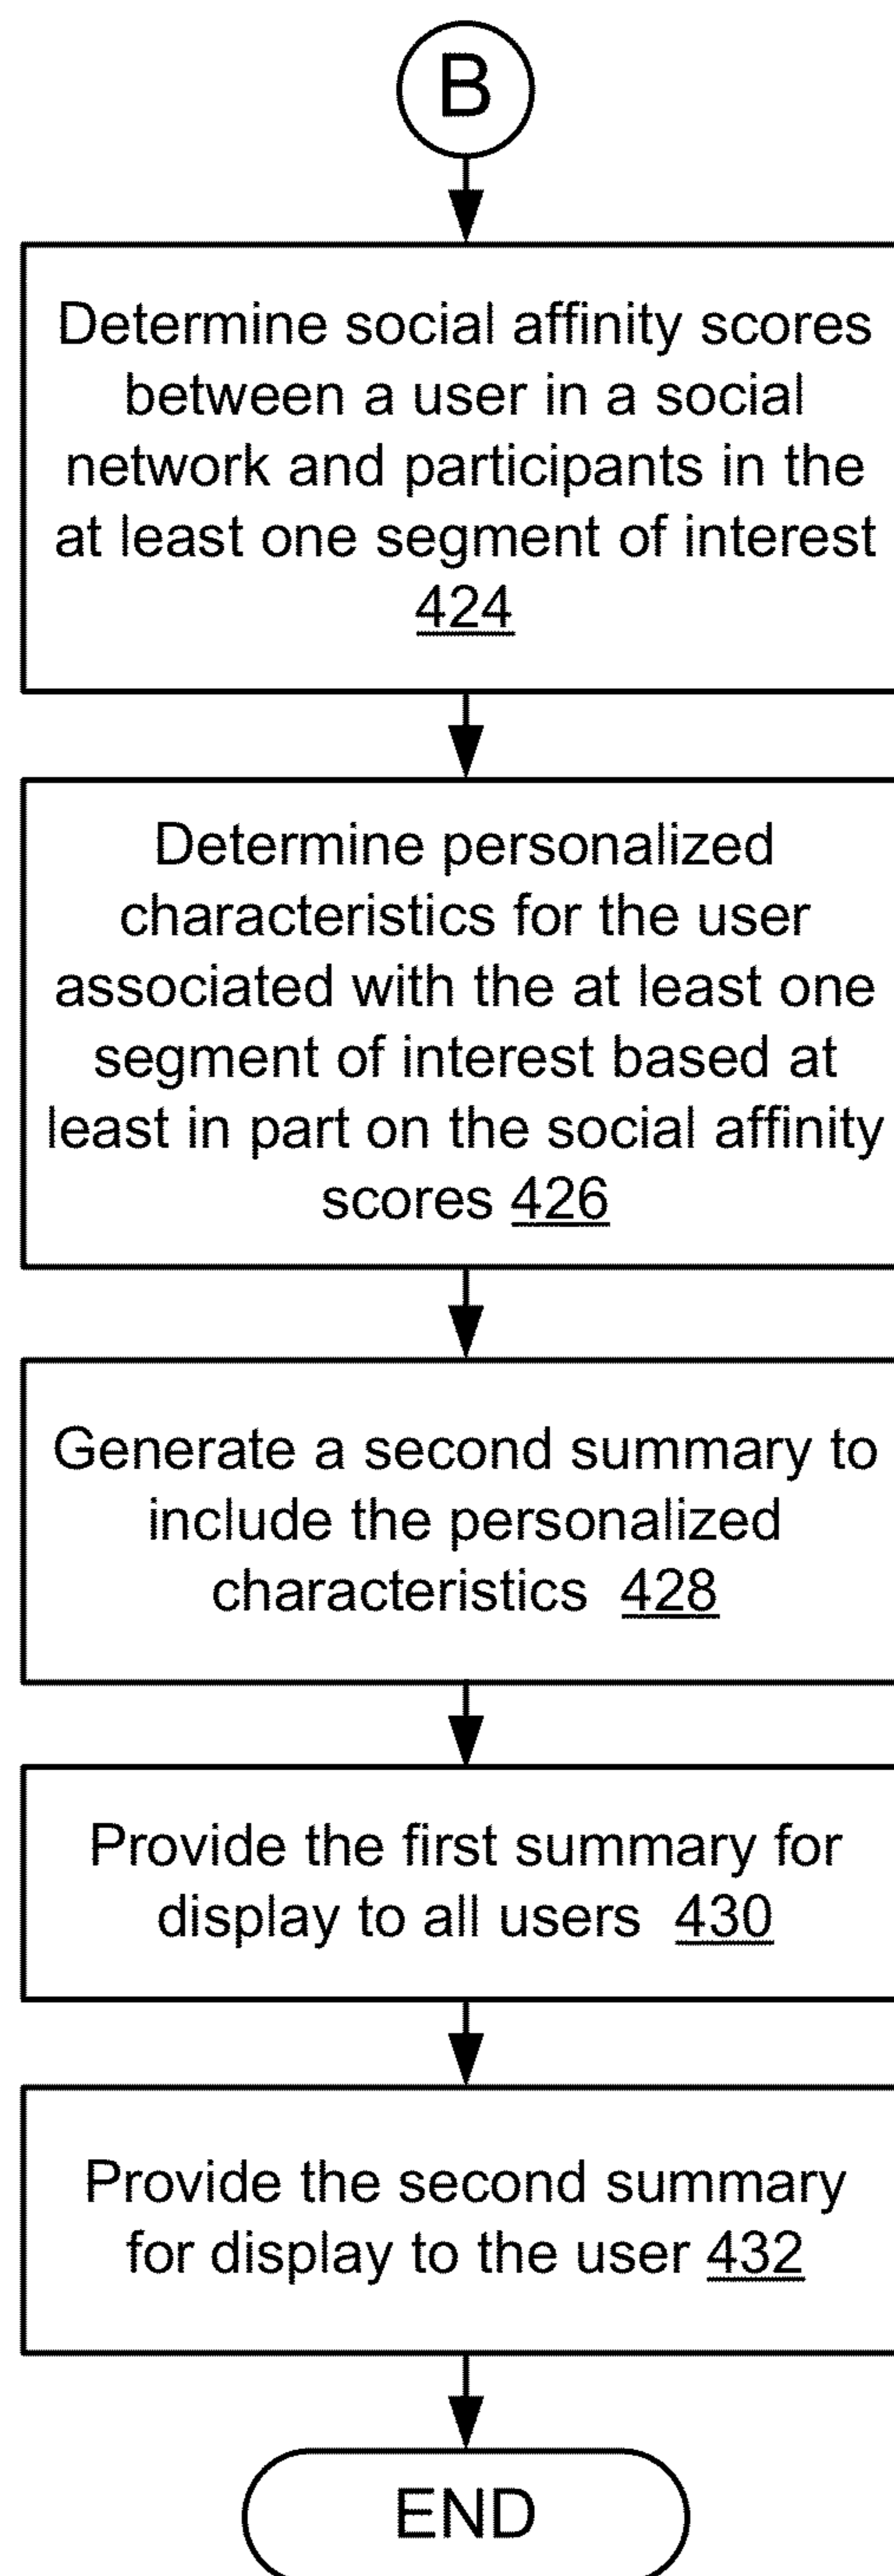 B
Determine social affinity scores
between a user in a social
network and participants in the
at least one segment of interest
424
Determine personalized
characteristics for the user
associated with the at least one
segment of interest based at
least in part on the social affinity
scores 426
Generate a second summary to
include the personalized
characteristics 428
Provide the first summary for
display to all users 430
Provide the second summary
for display to the user 432
END